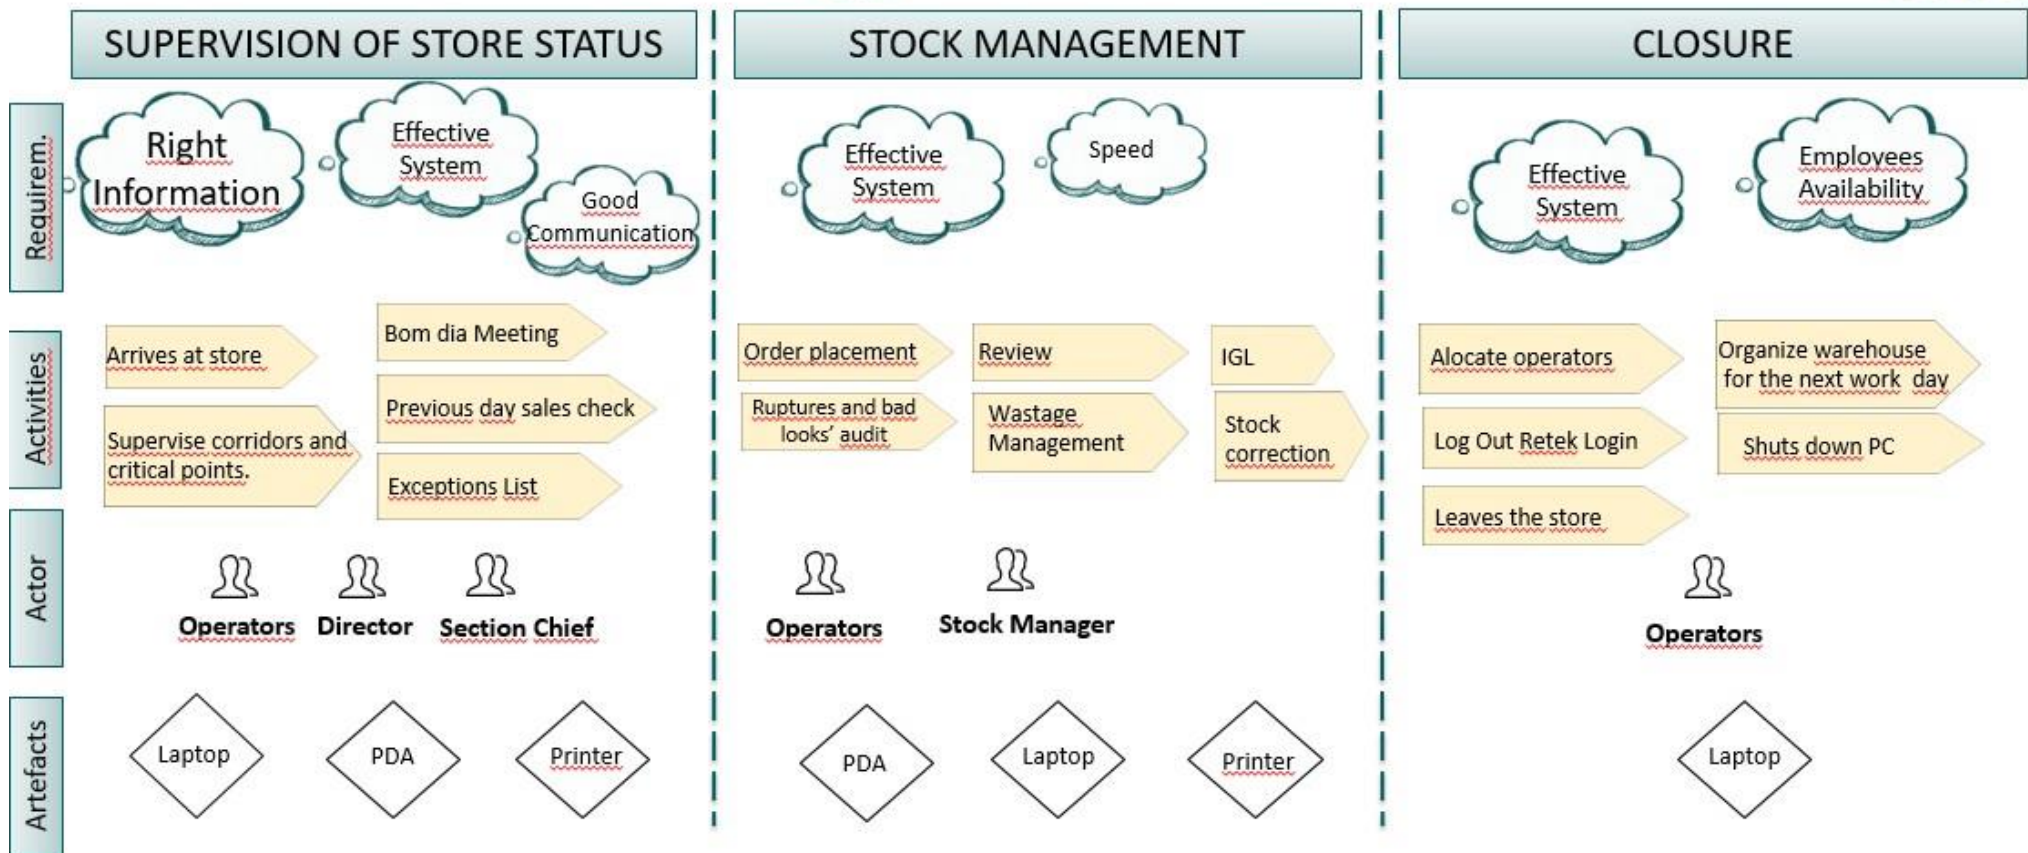 SUPERVISION OF STORE STATUS
STOCK MANAGEMENT
CLOSURE
Requirem.
Right
Information
Effective
System
Good
Communication
Effective
System
Speed
Effective
System
Employees
Availability
Activities
Arrives at store
Supervise corridors and
critical points.
Bom dia Meeting
Previous day sales check
Exceptions List
Order placement
Ruptures and bad
looks’ audit
Review
Wastage
Management
IGL
Stock
correction
Alocate operators
Log Out Retek Login
Leaves the store
Organize warehouse
for the next work day
Shuts down PC
Actor
Operators
Director
Section Chief
Operators
Stock Manager
Operators
Artefacts
Laptop
PDA
Printer
PDA
Laptop
Printer
Laptop